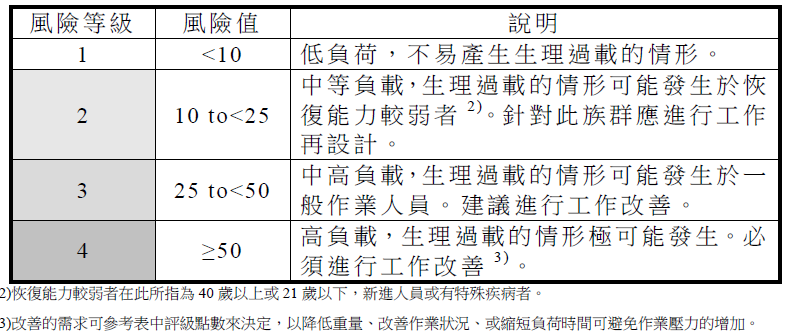 風險等級 風險值 說明
1 <10 低負荷，不易產生生理過載的情形。
中等負載，生理過載的情形可能發生於恢
2 10 to<25 復能力較弱者 2)。針對此族群應進行工作
再設計。
3 25 to<50 中高負載，生理過載的情形可能發生於一
般作業人員。建議進行工作改善。
4 ≥50 高負載，生理過載的情形極可能發生。必
須進行工作改善 3)。
2)恢復能力較弱者在此所指為 40 歲以上或 21 歲以下，新進人員或有特殊疾病者。
3)改善的需求可參考表中評級點數來決定，以降低重量、改善作業狀況、或縮短負荷時間可避免作業壓力的增加。